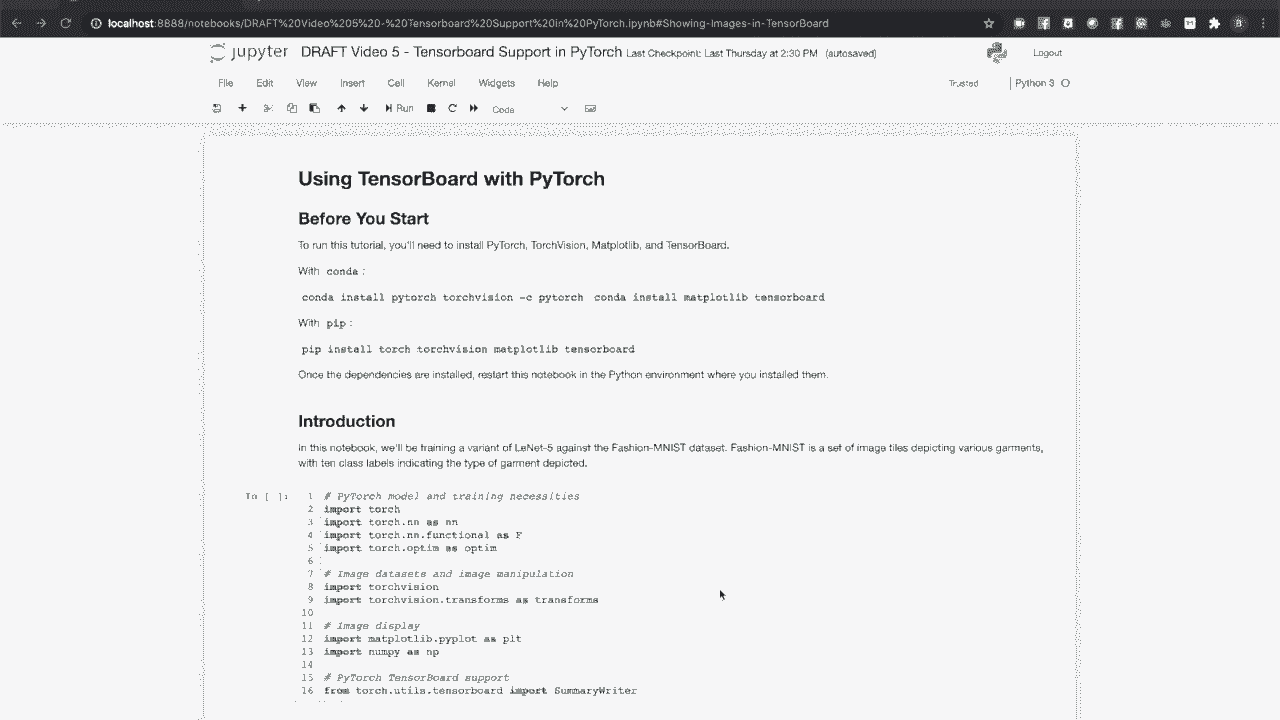 localhost:8888/notebooks/DRAFT%20Video%205%20-%20Tensorboard%20Support%20in%20PyTorch.ipynb#Showing-Images-in-TensorBoard
jupyter DRAFT Video 5 - Tensorboard Support in PyTorch Last Checkpoint: Last Thursday at 2:30 PM (autosaved) Logout
File Edit View Insert Cell Kernel Widgets Help Trusted Python 3
Run Code
Using TensorBoard with PyTorch
Before You Start
To run this tutorial, you'll need to install PyTorch, TorchVision, Matplotlib, and TensorBoard.
With conda :
conda install pytorch torchvision -c pytorch conda install matplotlib tensorboard
With pip :
pip install torch torchvision matplotlib tensorboard
Once the dependencies are installed, restart this notebook in the Python environment where you installed them.
Introduction
In this notebook, we'll be training a variant of LeNet-5 against the Fashion-MNIST dataset. Fashion-MNIST is a set of image tiles depicting various garments,
with ten class labels indicating the type of garment depicted.
In [ ]: 1 # PyTorch model and training necessities
2 import torch
3 import torch.nn as nn
4 import torch.nn.functional as F
5 import torch.optim as optim
6
7 # Image datasets and image manipulation
8 import torchvision
9 import torchvision.transforms as transforms
10
11 # Image display
12 import matplotlib.pyplot as plt
13 import numpy as np
14
15 # PyTorch TensorBoard support
16 from torch.utils.tensorboard import SummaryWriter